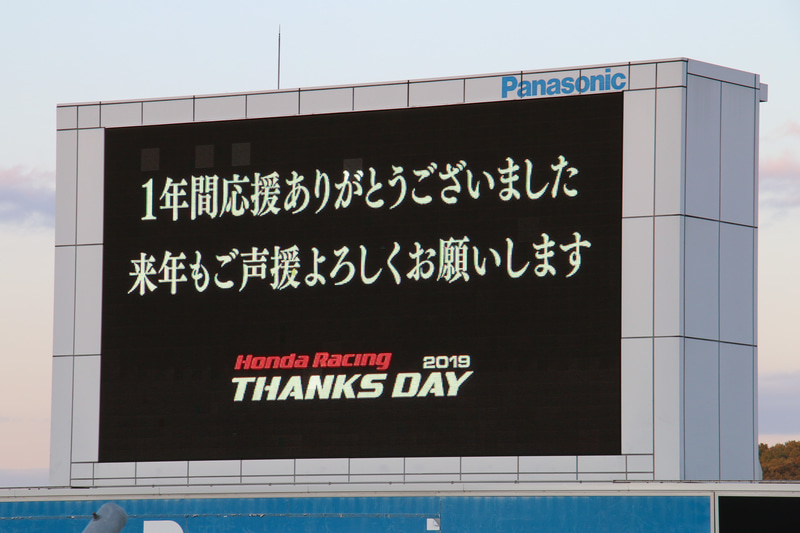 Panasonic
1年間応援ありがとうございました
来年もご声援よろしくお願いします
Honda Racing 2019
THANKS DAY